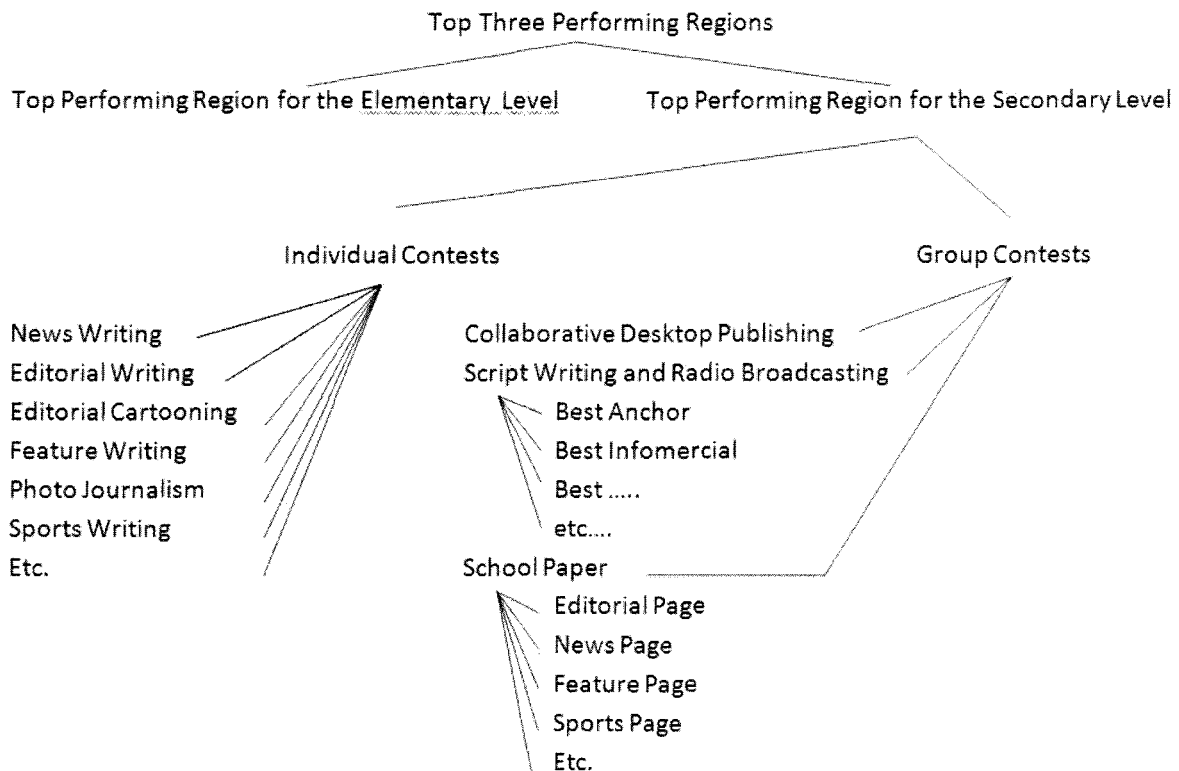 Top Three Performing Regions
Top Performing Region for the Elementary Level
Top Performing Region for the Secondary Level
Individual Contests
Group Contests
News Writing
Editorial Writing
Editorial Cartooning
Feature Writing
Photo Journalism
Sports Writing
Etc.
Collaborative Desktop Publishing
Script Writing and Radio Broadcasting
Best Anchor
Best Infomercial
Best .....
etc....
School Paper
Editorial Page
News Page
Feature Page
Sports Page
Etc.